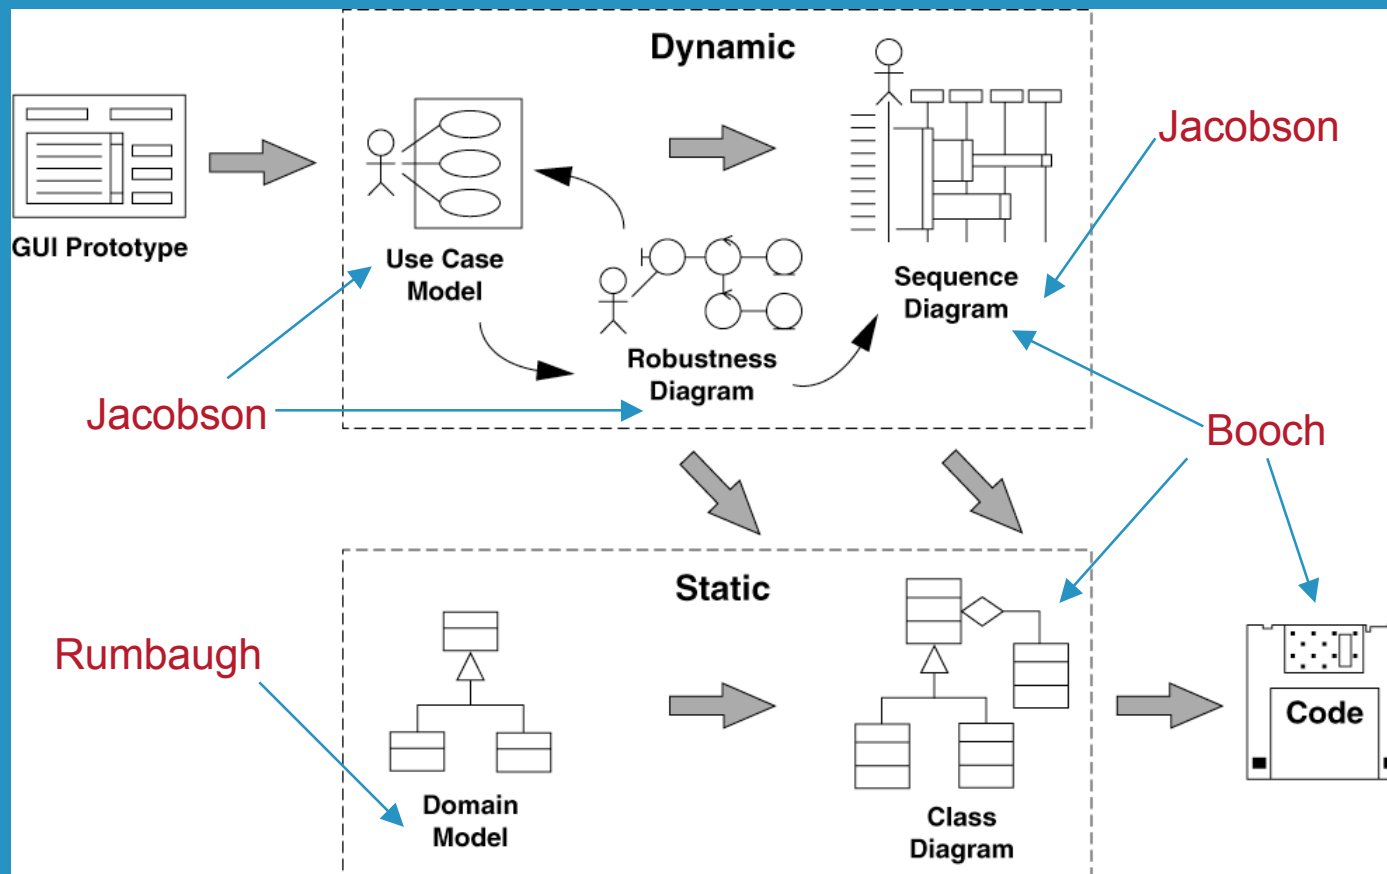 Dynamic
Jacobson
GUI Prototype
Use Case
Model
Sequence
Diagram
Robustness
Diagram
Jacobson
Booch
Static
Rumbaugh
Code
Domain
Model
Class
Diagram